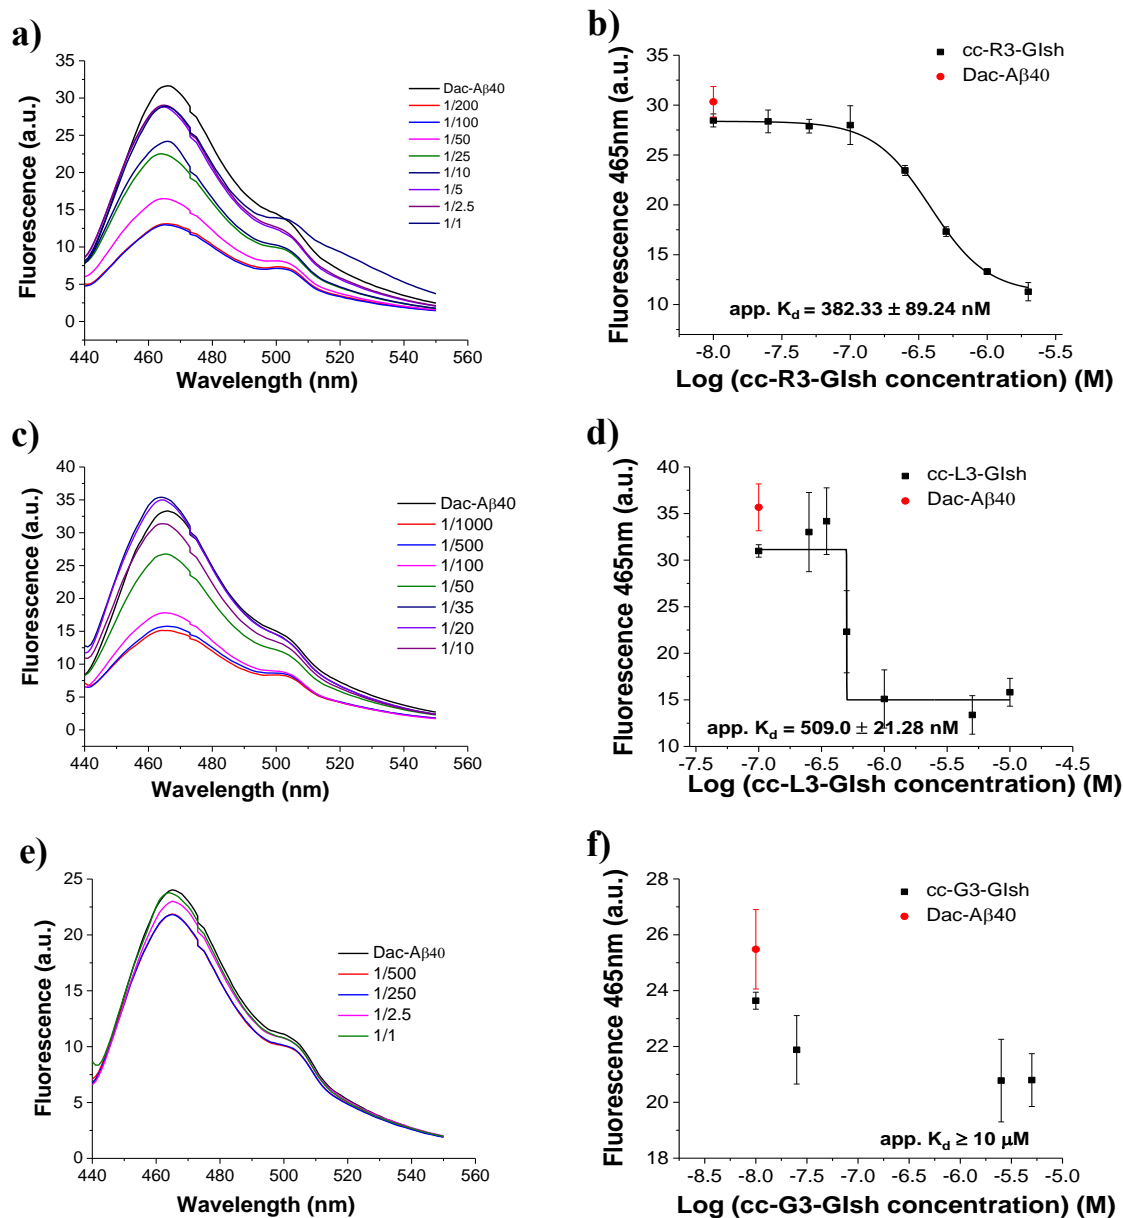 a)
Fluorescence (a.u.)
35
30
25
20
15
10
5
0
440 460 480 500 520 540 560
Wavelength (nm)
Dac-Aβ40
1/200
1/100
1/50
1/25
1/10
1/5
1/2.5
1/1
b)
Fluorescence 465nm (a.u.)
35
30
25
20
15
10
cc-R3-GIsh
Dac-Aβ40
app. Kd = 382.33 ± 89.24 nM
-8.0 -7.5 -7.0 -6.5 -6.0 -5.5
Log (cc-R3-GIsh concentration) (M)
c)
Fluorescence (a.u.)
40
35
30
25
20
15
10
5
0
440 460 480 500 520 540 560
Wavelength (nm)
Dac-Aβ40
1/1000
1/500
1/100
1/50
1/35
1/20
1/10
d)
Fluorescence 465nm (a.u.)
40
35
30
25
20
15
10
cc-L3-GIsh
Dac-Aβ40
app. Kd = 509.0 ± 21.28 nM
-7.5 -7.0 -6.5 -6.0 -5.5 -5.0 -4.5
Log (cc-L3-GIsh concentration) (M)
e)
Fluorescence (a.u.)
25
20
15
10
5
0
440 460 480 500 520 540 560
Wavelength (nm)
Dac-Aβ40
1/500
1/250
1/2.5
1/1
f)
Fluorescence 465nm (a.u.)
28
26
24
22
20
18
cc-G3-GIsh
Dac-Aβ40
app. Kd ≥ 10 μM
-8.5 -8.0 -7.5 -7.0 -6.5 -6.0 -5.5 -5.0
Log (cc-G3-GIsh concentration) (M)